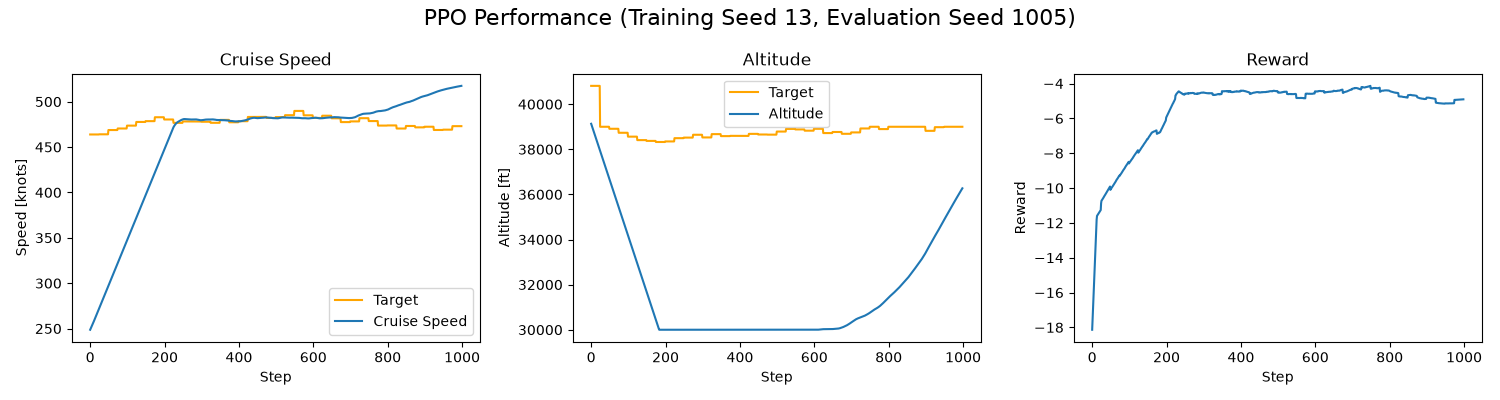 PPO Performance (Training Seed 13, Evaluation Seed 1005)
Cruise Speed
Speed [knots]
500
450
400
350
300
250
0 200 400 600 800 1000
Step
Target
Cruise Speed
Altitude
Altitude [ft]
40000
38000
36000
34000
32000
30000
0 200 400 600 800 1000
Step
Target
Altitude
Reward
Reward
−4
−6
−8
−10
−12
−14
−16
−18
0 200 400 600 800 1000
Step